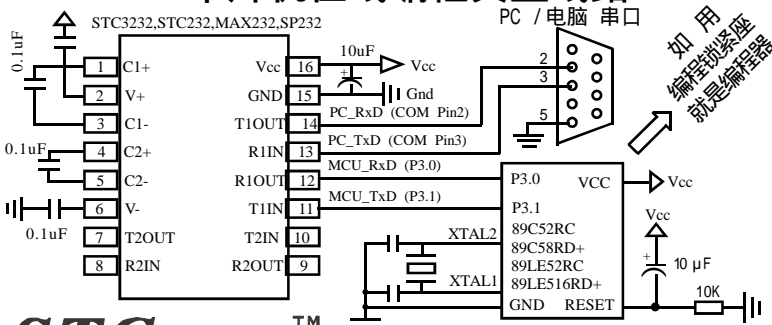 STC3232,STC232,MAX232,SP232
PC / 电脑 串口
如 用
编程锁紧座
就是编程器
0.1uF
10uF
1 C1+ Vcc 16 Vcc
2 V+ GND 15 Gnd
3 C1- T1OUT 14 PC_RxD (COM Pin2)
4 C2+ R1IN 13 PC_TxD (COM Pin3)
5 C2- R1OUT 12 MCU_RxD (P3.0)
6 V- T1IN 11 MCU_TxD (P3.1)
7 T2OUT T2IN 10
8 R2IN R2OUT 9
0.1uF
0.1uF
2
3
5
P3.0 VCC Vcc
P3.1
89C52RC
89C58RD+
89LE52RC
89LE516RD+
GND RESET
XTAL2
XTAL1
Vcc
10 μF
10K
STC TM